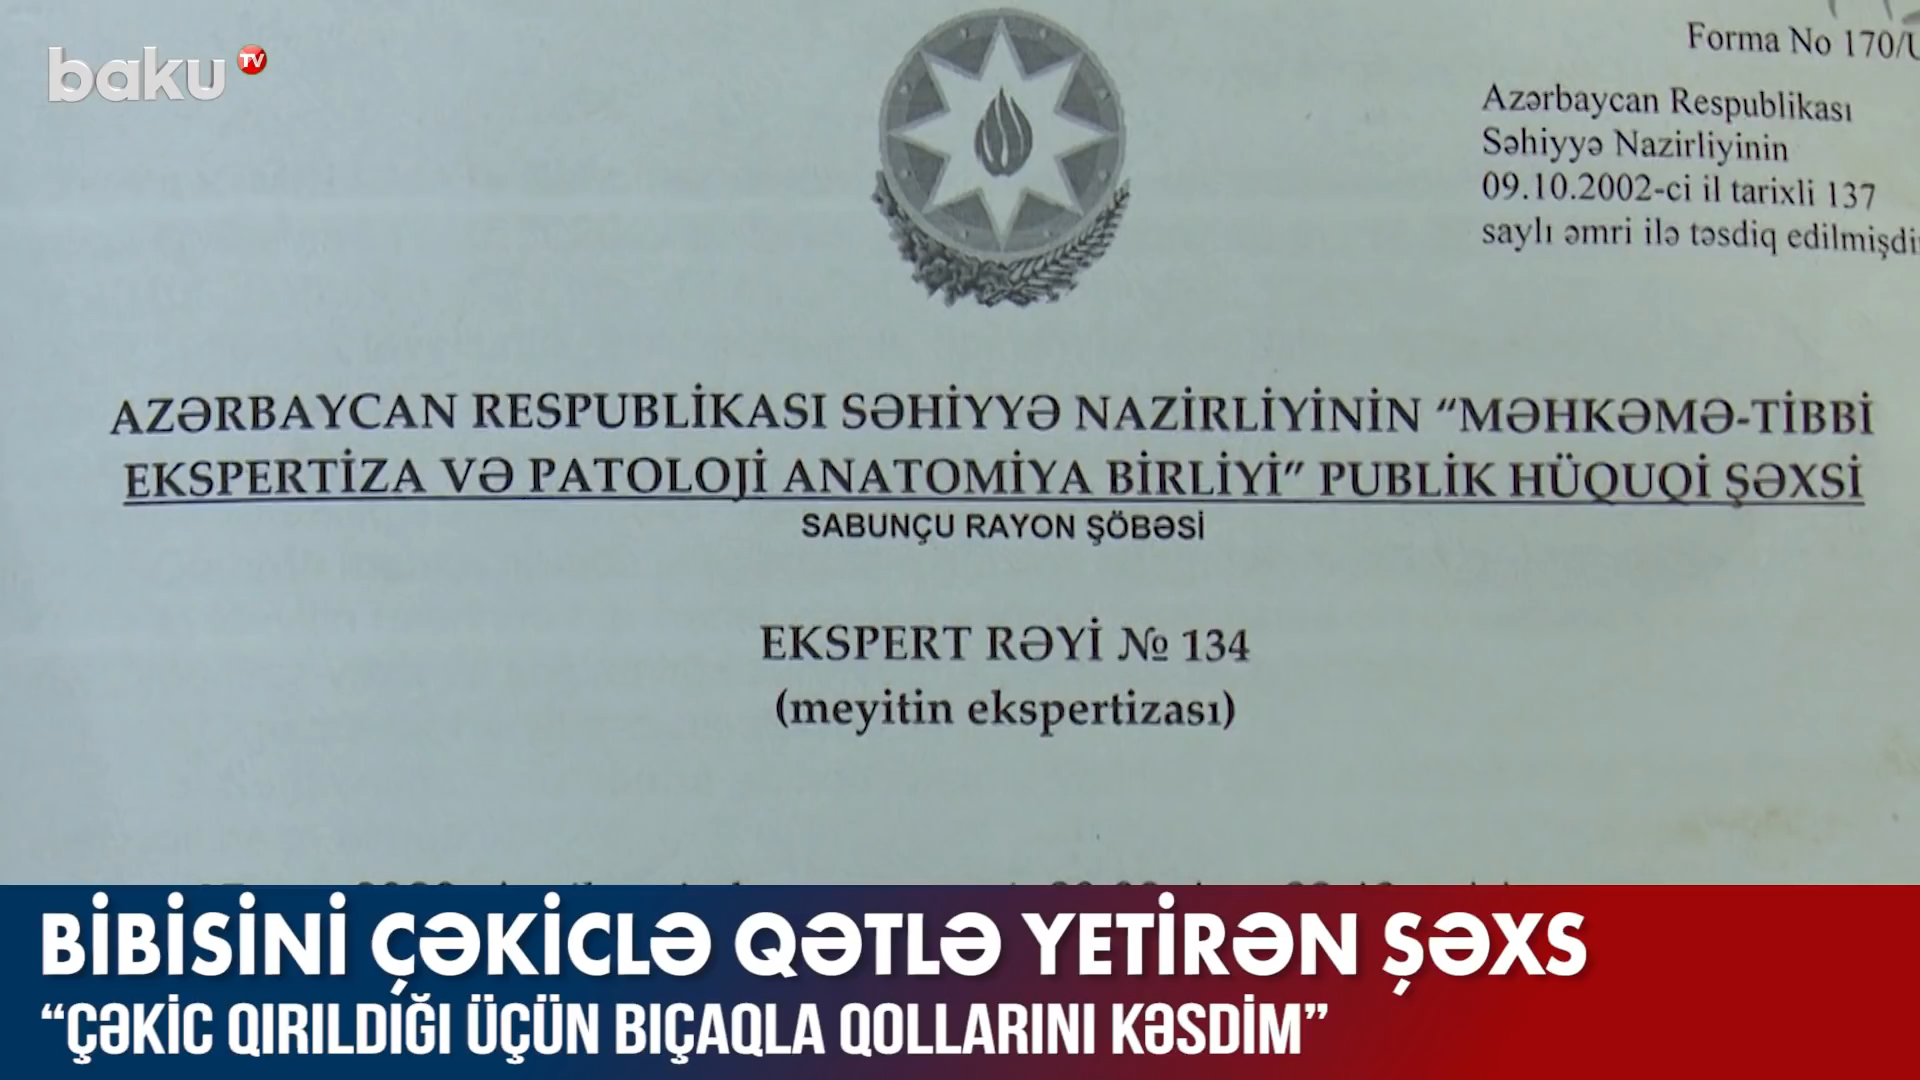 baku TV
Forma No 170/U
Azərbaycan Respublikası
Səhiyyə Nazirliyinin
09.10.2002-ci il tarixli 137
saylı əmri ilə təsdiq edilmişdi
AZƏRBAYCAN RESPUBLİKASI SƏHİYYƏ NAZİRLİYİNİN “MƏHKƏMƏ-TİBBİ
EKSPERTİZA VƏ PATOLOJİ ANATOMİYA BİRLİYİ” PUBLİK HÜQUQİ ŞƏXSİ
SABUNÇU RAYON ŞÖBƏSİ
EKSPERT RƏYİ № 134
(meyitin ekspertizası)
BİBİSİNİ ÇƏKİCLƏ QƏTLƏ YETİRƏN ŞƏXS
“ÇƏKİC QIRILDIĞI ÜÇÜN BIÇAQLA QOLLARINI KƏSDİM”